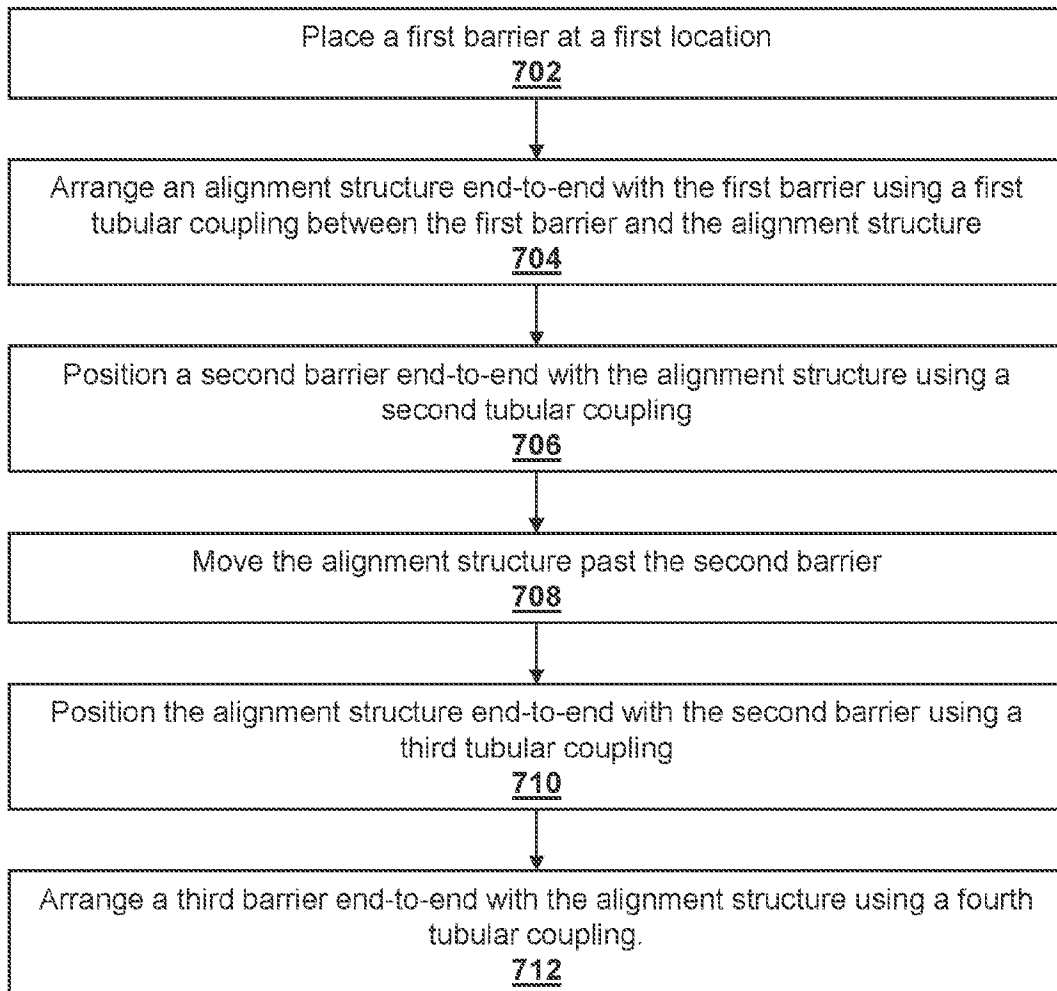 Place a first barrier at a first location
702
Arrange an alignment structure end-to-end with the first barrier using a first
tubular coupling between the first barrier and the alignment structure
704
Position a second barrier end-to-end with the alignment structure using a
second tubular coupling
706
Move the alignment structure past the second barrier
708
Position the alignment structure end-to-end with the second barrier using a
third tubular coupling
710
Arrange a third barrier end-to-end with the alignment structure using a fourth
tubular coupling.
712